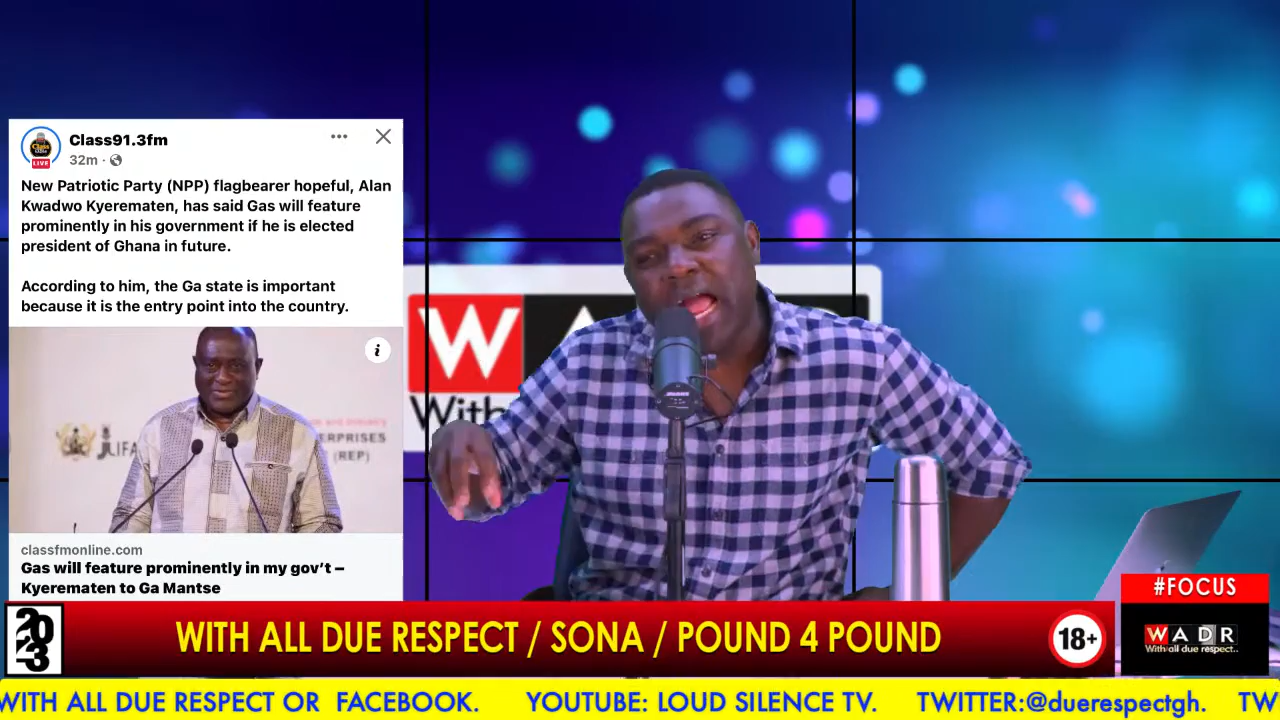 Class91.3fm
LIVE
32m
New Patriotic Party (NPP) flagbearer hopeful, Alan
Kwadwo Kyerematen, has said Gas will feature
prominently in his government if he is elected
president of Ghana in future.
According to him, the Ga state is important
because it is the entry point into the country.
ERPRISES
(REP)
classfmonline.com
Gas will feature prominently in my gov't –
Kyerematen to Ga Mantse
W
With
2023
WITH ALL DUE RESPECT / SONA / POUND 4 POUND
18+
#FOCUS
WADR
With all due respect..
WITH ALL DUE RESPECT OR FACEBOOK. YOUTUBE: LOUD SILENCE TV. TWITTER:@duerespectgh. TW